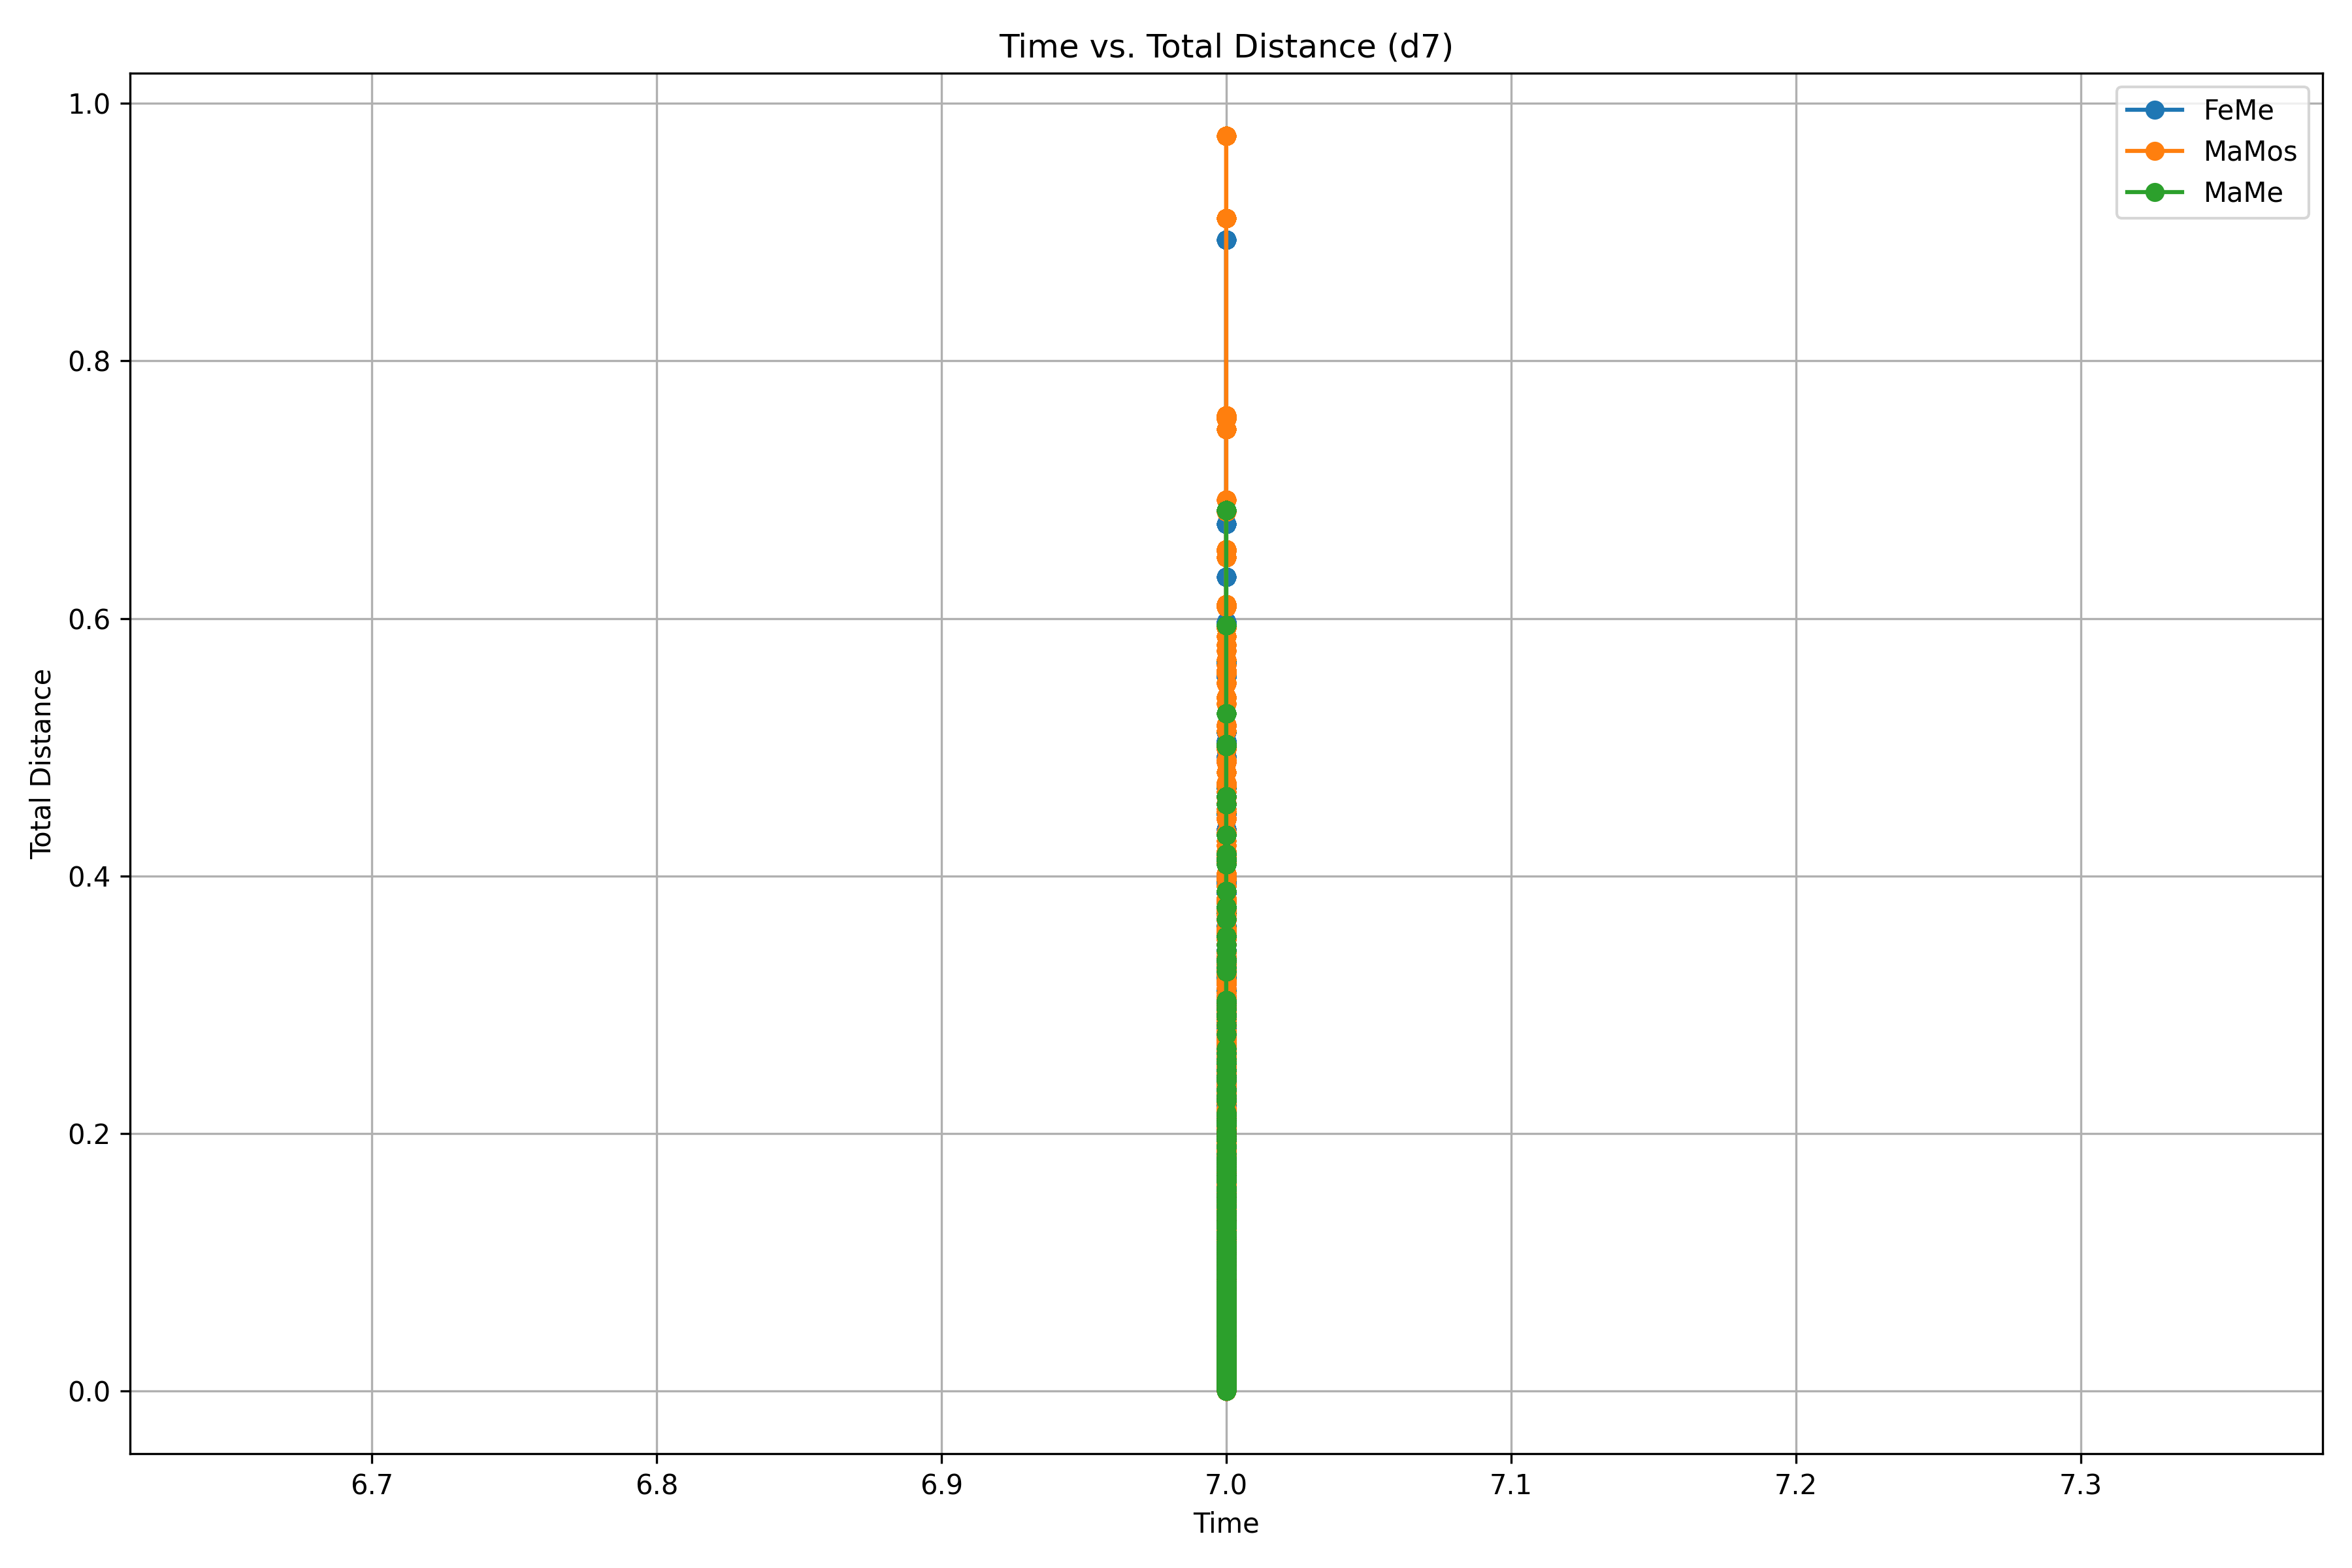 Time vs. Total Distance (d7)
FeMe
MaMos
MaMe
Total Distance
1.0
0.8
0.6
0.4
0.2
0.0
6.7 6.8 6.9 7.0 7.1 7.2 7.3
Time